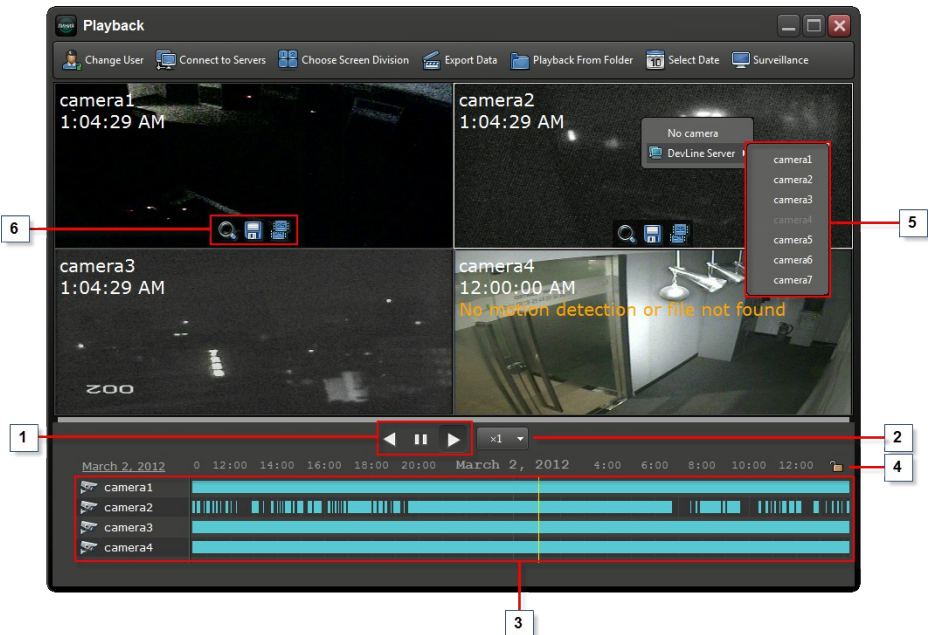 Playback
Change User Connect to Servers Choose Screen Division Export Data Playback From Folder 10 Select Date Surveillance
camera1
1:04:29 AM
camera2
1:04:29 AM
No camera
DevLine Server
camera1
camera2
camera3
camera4
camera5
camera6
camera7
6
5
camera3
1:04:29 AM
002
camera4
12:00:00 AM
No motion detection or file not found
1
×1
2
March 2, 2012 0 12:00 14:00 16:00 18:00 20:00 March 2, 2012 4:00 6:00 8:00 10:00 12:00
4
camera1
camera2
camera3
camera4
3